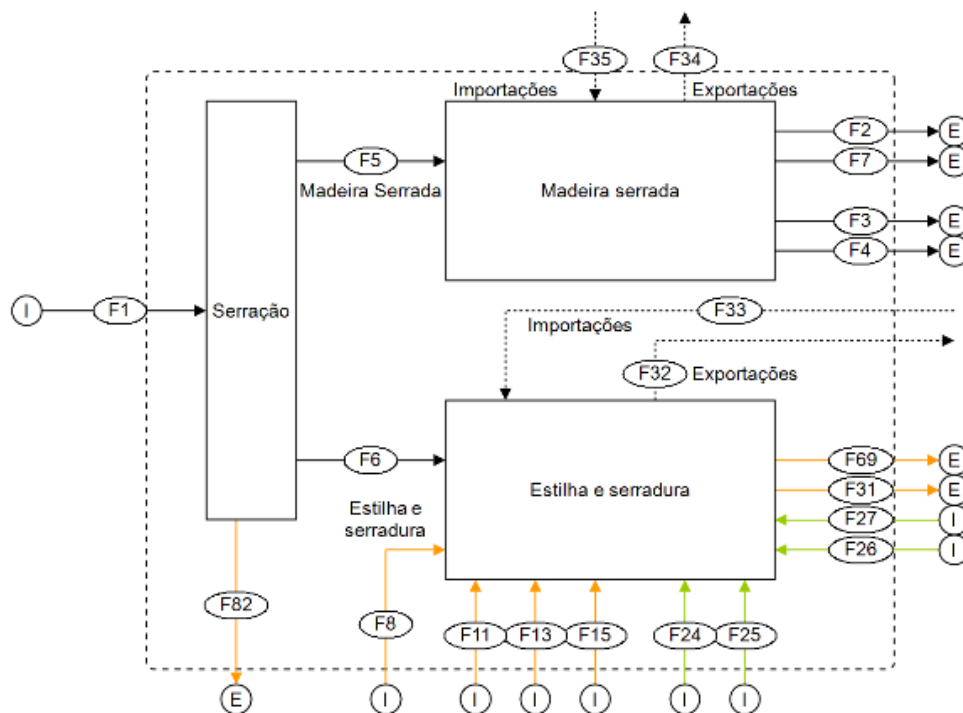 F35
F34
Importações
Exportações
F2
E
F5
F7
E
Madeira Serrada
Madeira serrada
F3
E
F4
E
I
F1
Serração
F33
Importações
F32
Exportações
F6
F69
E
Estilha e serradura
F31
E
Estilha e
serradura
F27
I
F26
I
F82
F8
F11
F13
F15
F24
F25
E
I
I
I
I
I
I